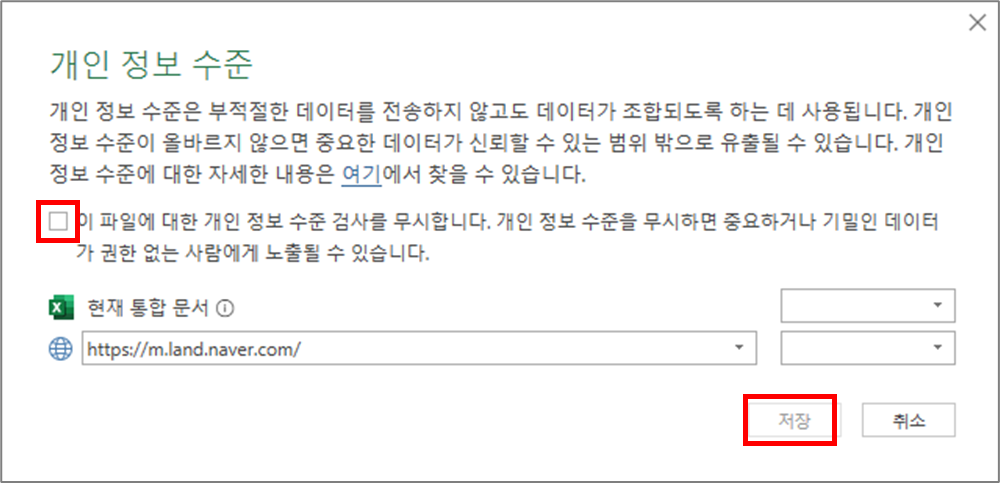 개인 정보 수준
개인 정보 수준은 부적절한 데이터를 전송하지 않고도 데이터가 조합되도록 하는 데 사용됩니다. 개인
정보 수준이 올바르지 않으면 중요한 데이터가 신뢰할 수 있는 범위 밖으로 유출될 수 있습니다. 개인
정보 수준에 대한 자세한 내용은 여기에서 찾을 수 있습니다.
이 파일에 대한 개인 정보 수준 검사를 무시합니다. 개인 정보 수준을 무시하면 중요하거나 기밀인 데이터
가 권한 없는 사람에게 노출될 수 있습니다.
현재 통합 문서
https://m.land.naver.com/
저장 취소